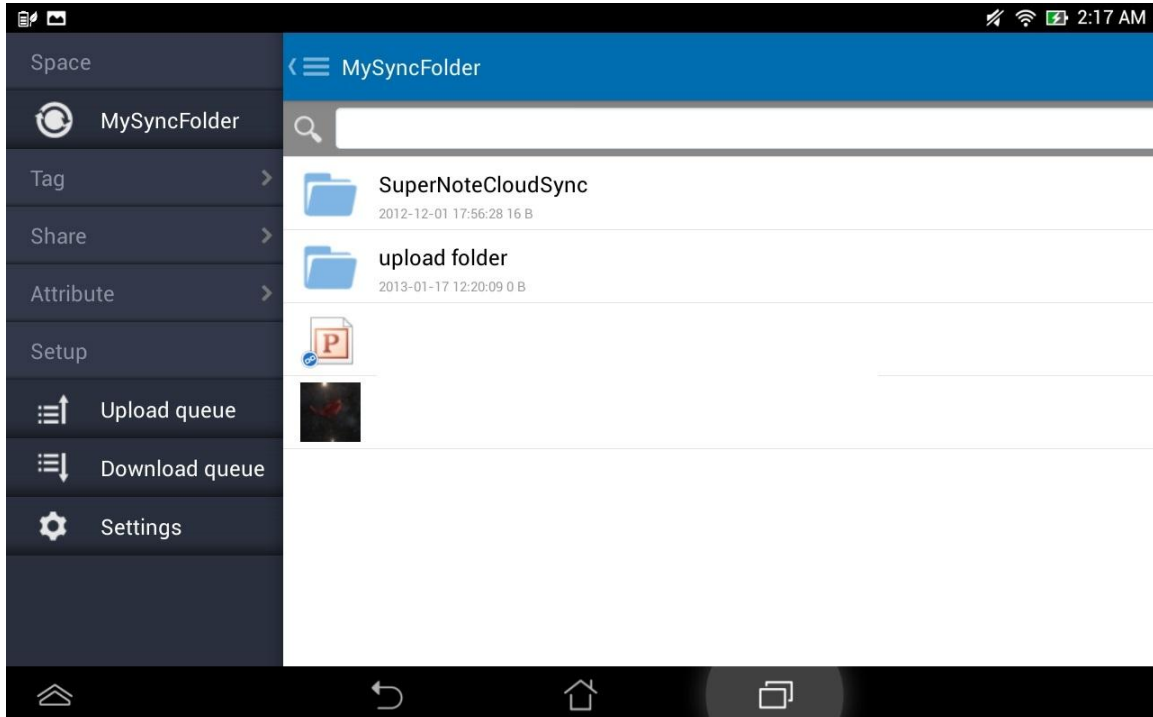 2:17 AM
Space
MySyncFolder
Tag
Share
Attribute
Setup
Upload queue
Download queue
Settings
MySyncFolder
SuperNoteCloudSync
2012-12-01 17:56:28 16 B
upload folder
2013-01-17 12:20:09 0 B
P